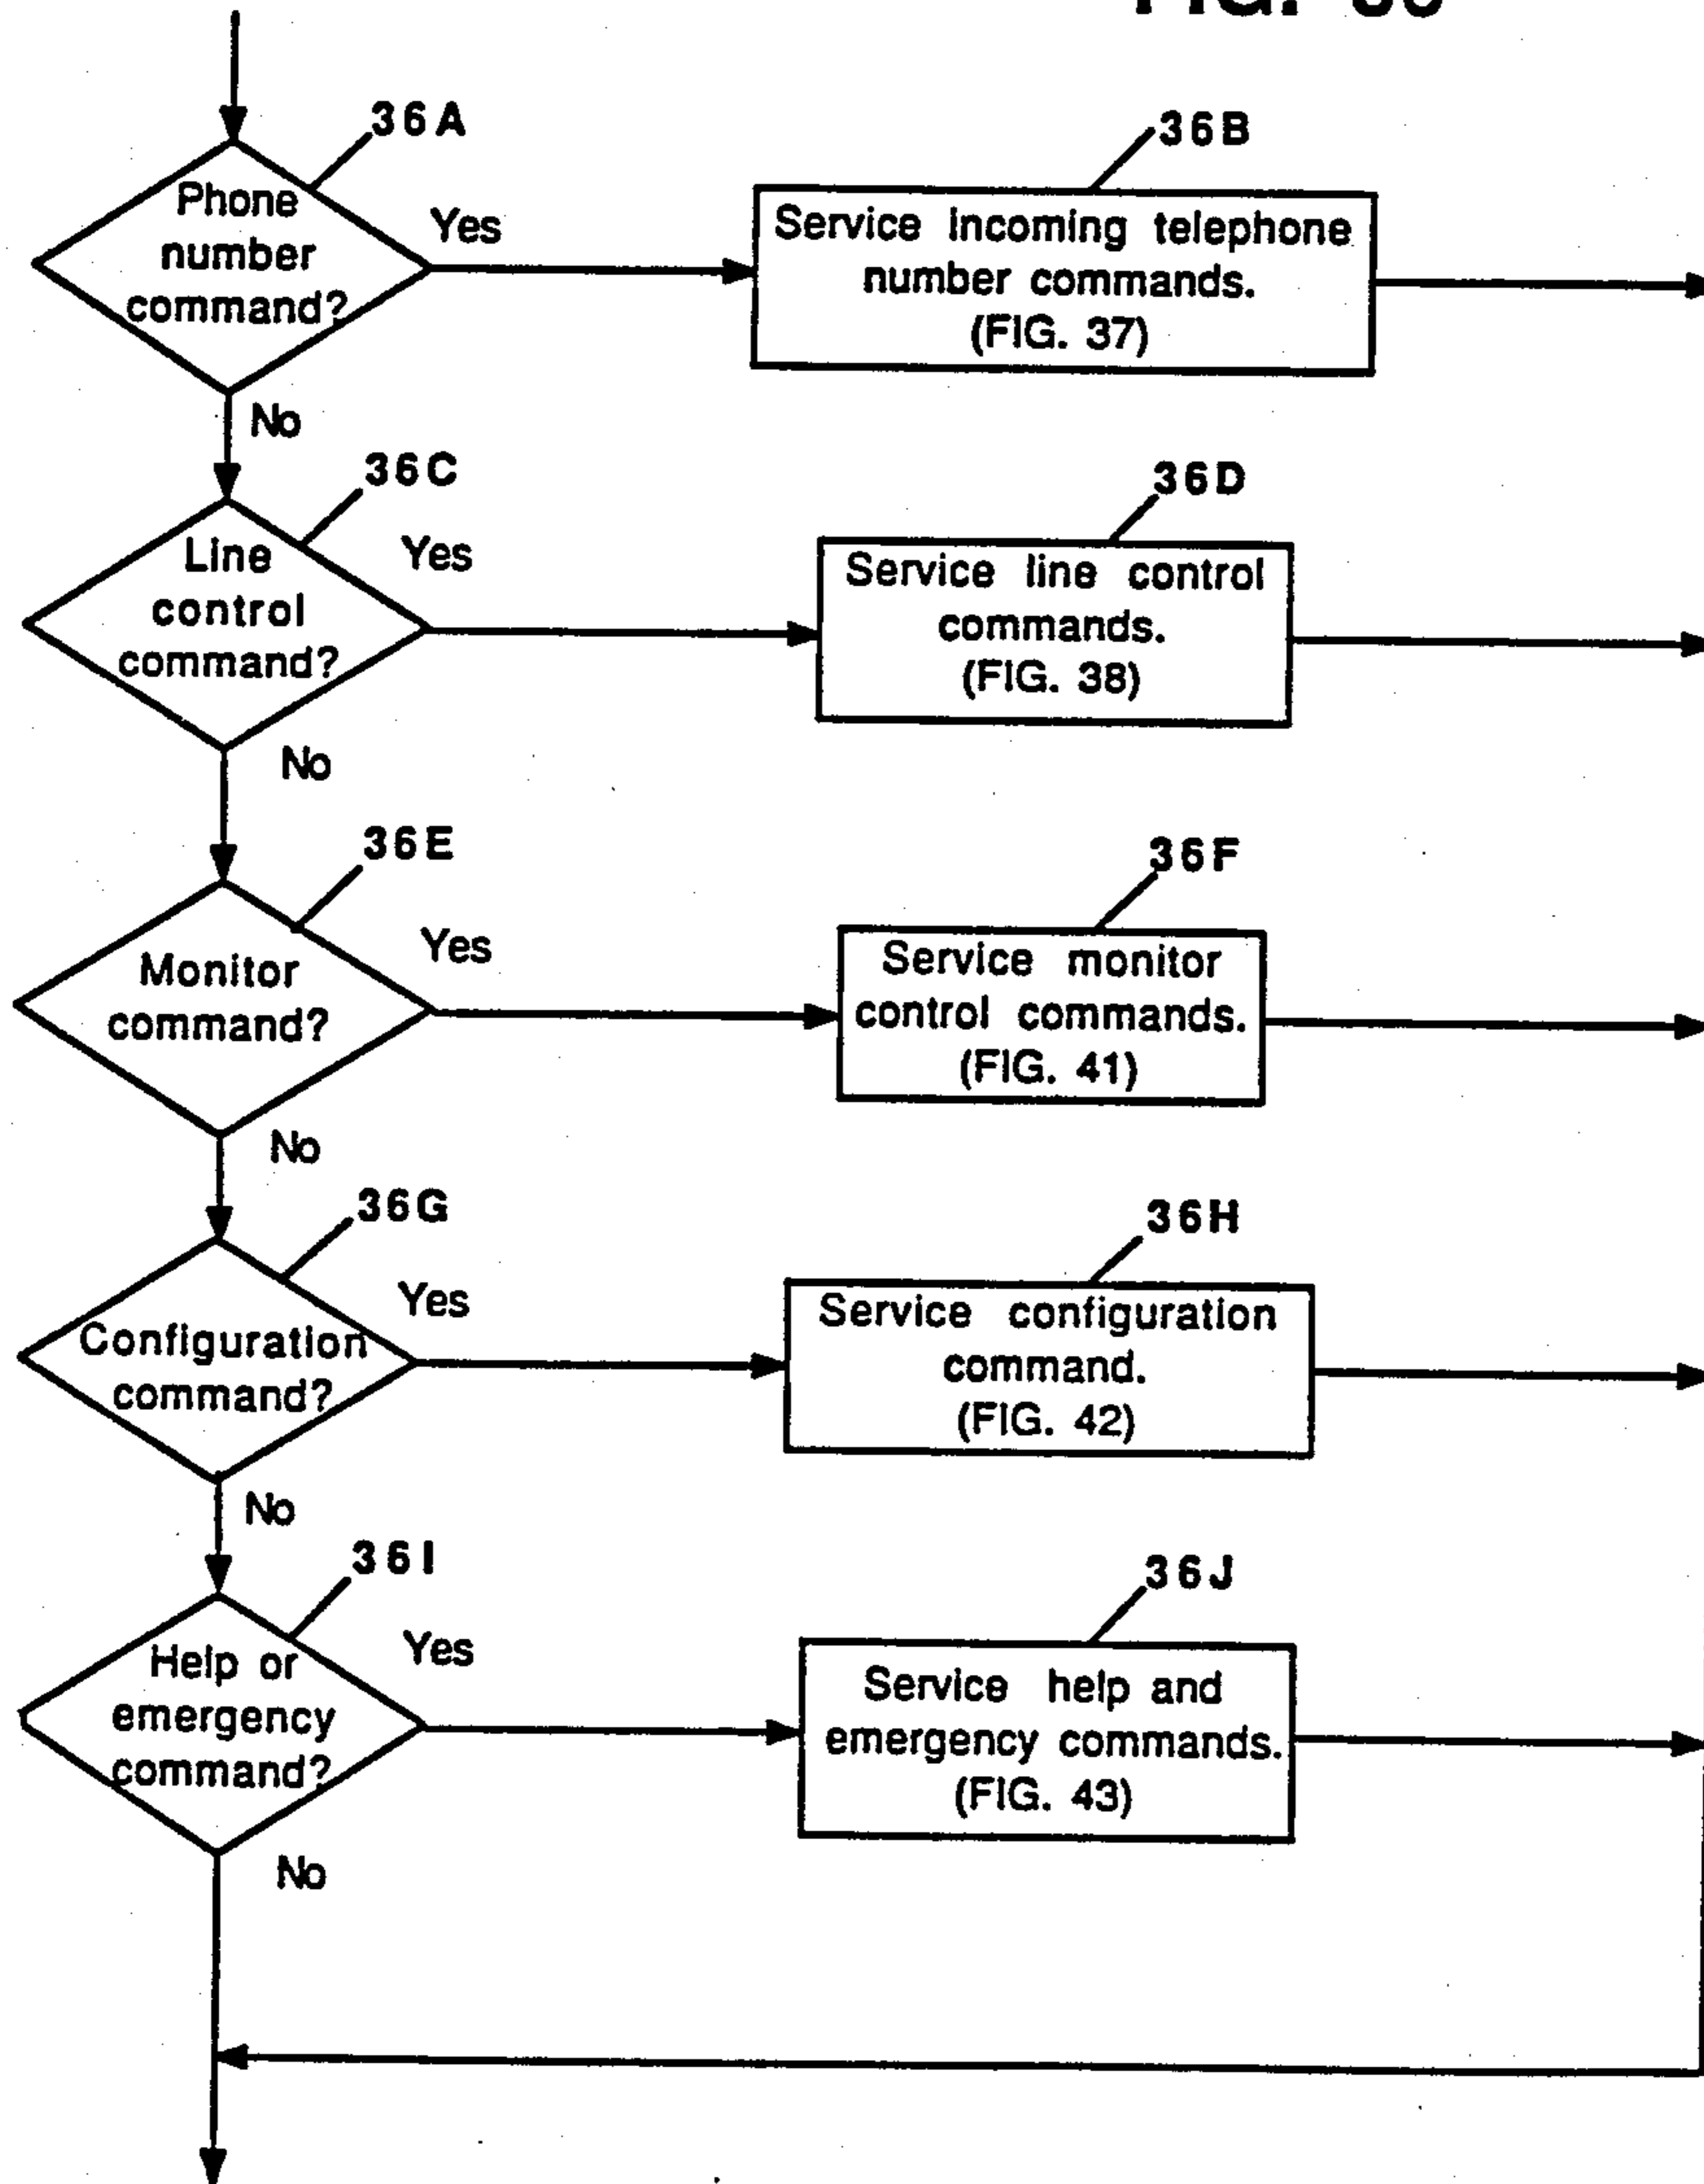 FIG.
36A
Phone
number
command?
Yes
No
36B
Service incoming telephone
number commands.
(FIG. 37)
36C
Line
control
command?
Yes
No
36D
Service line control
commands.
(FIG. 38)
36E
Monitor
command?
Yes
No
36F
Service monitor
control commands.
(FIG. 41)
36G
Configuration
command?
Yes
No
36H
Service configuration
command.
(FIG. 42)
36I
Help or
emergency
command?
Yes
No
36J
Service help and
emergency commands.
(FIG. 43)